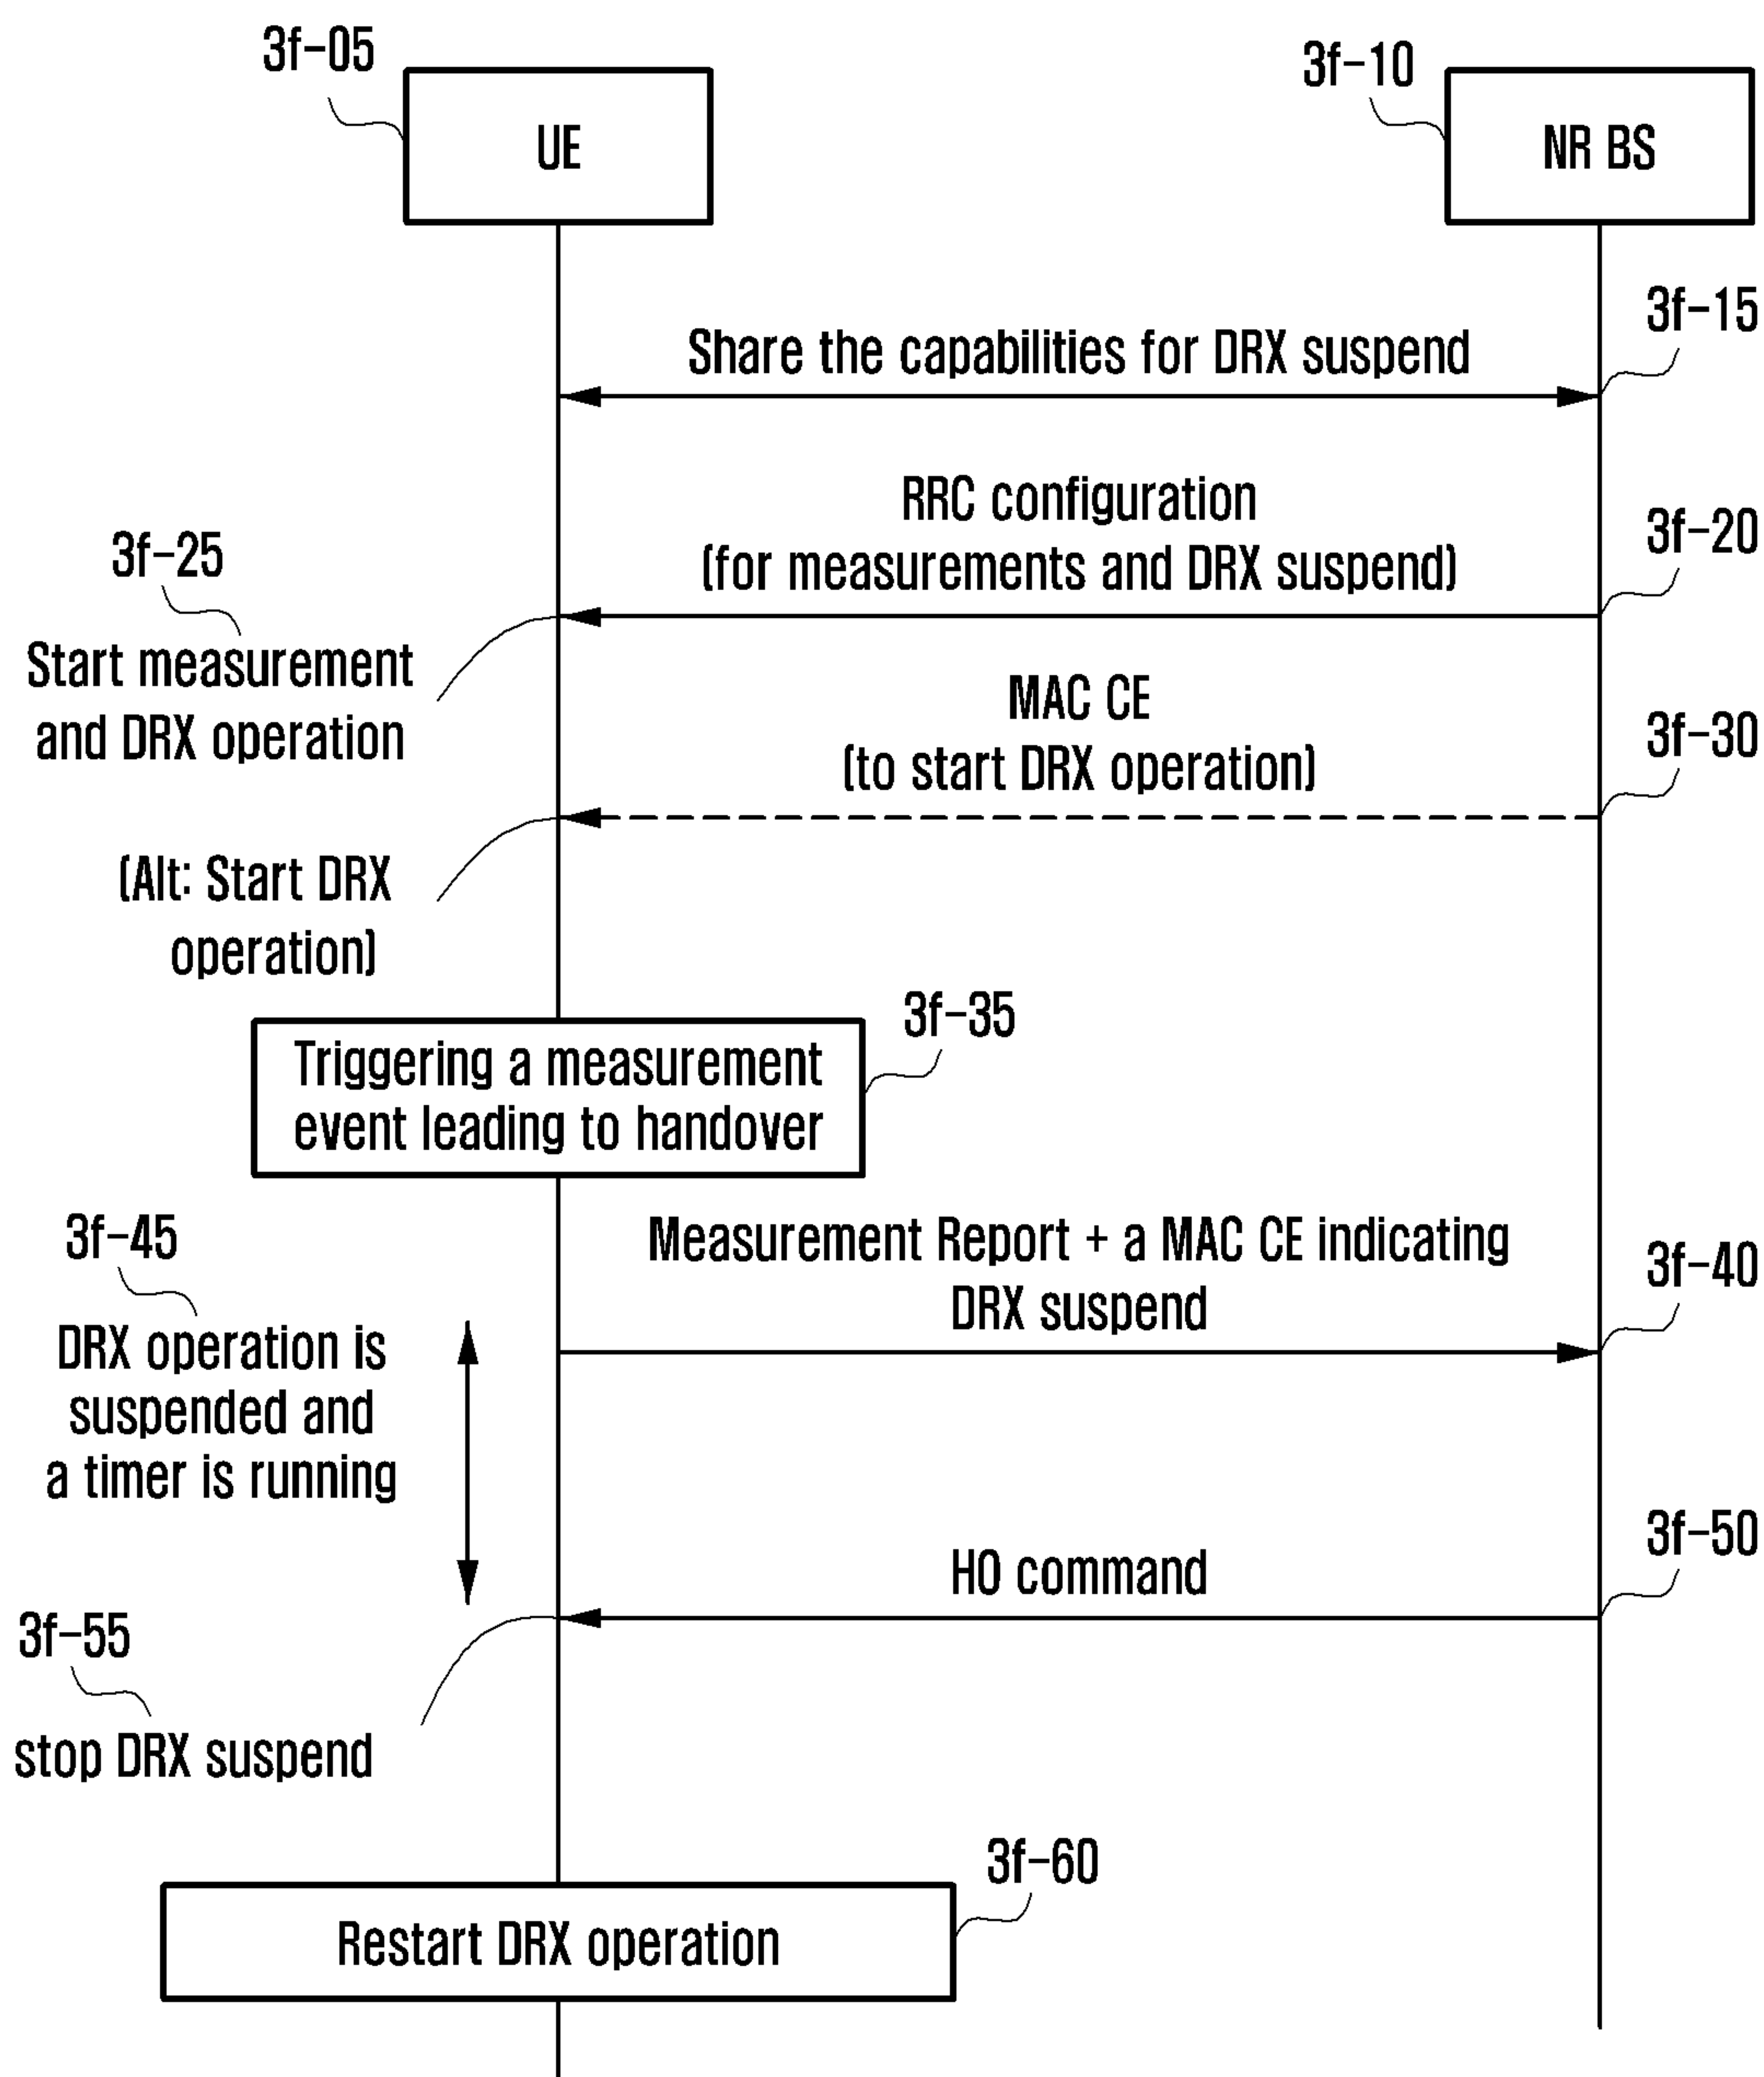 3f-05
3f-10
UE
NR BS
3f-15
Share the capabilities for DRX suspend
RRC configuration
(for measurements and DRX suspend)
3f-20
3f-25
Start measurement
and DRX operation
MAC CE
(to start DRX operation)
3f-30
(Alt: Start DRX
operation)
3f-35
Triggering a measurement
event leading to handover
3f-45
Measurement Report + a MAC CE indicating
DRX suspend
3f-40
DRX operation is
suspended and
a timer is running
3f-50
HO command
3f-55
stop DRX suspend
3f-60
Restart DRX operation